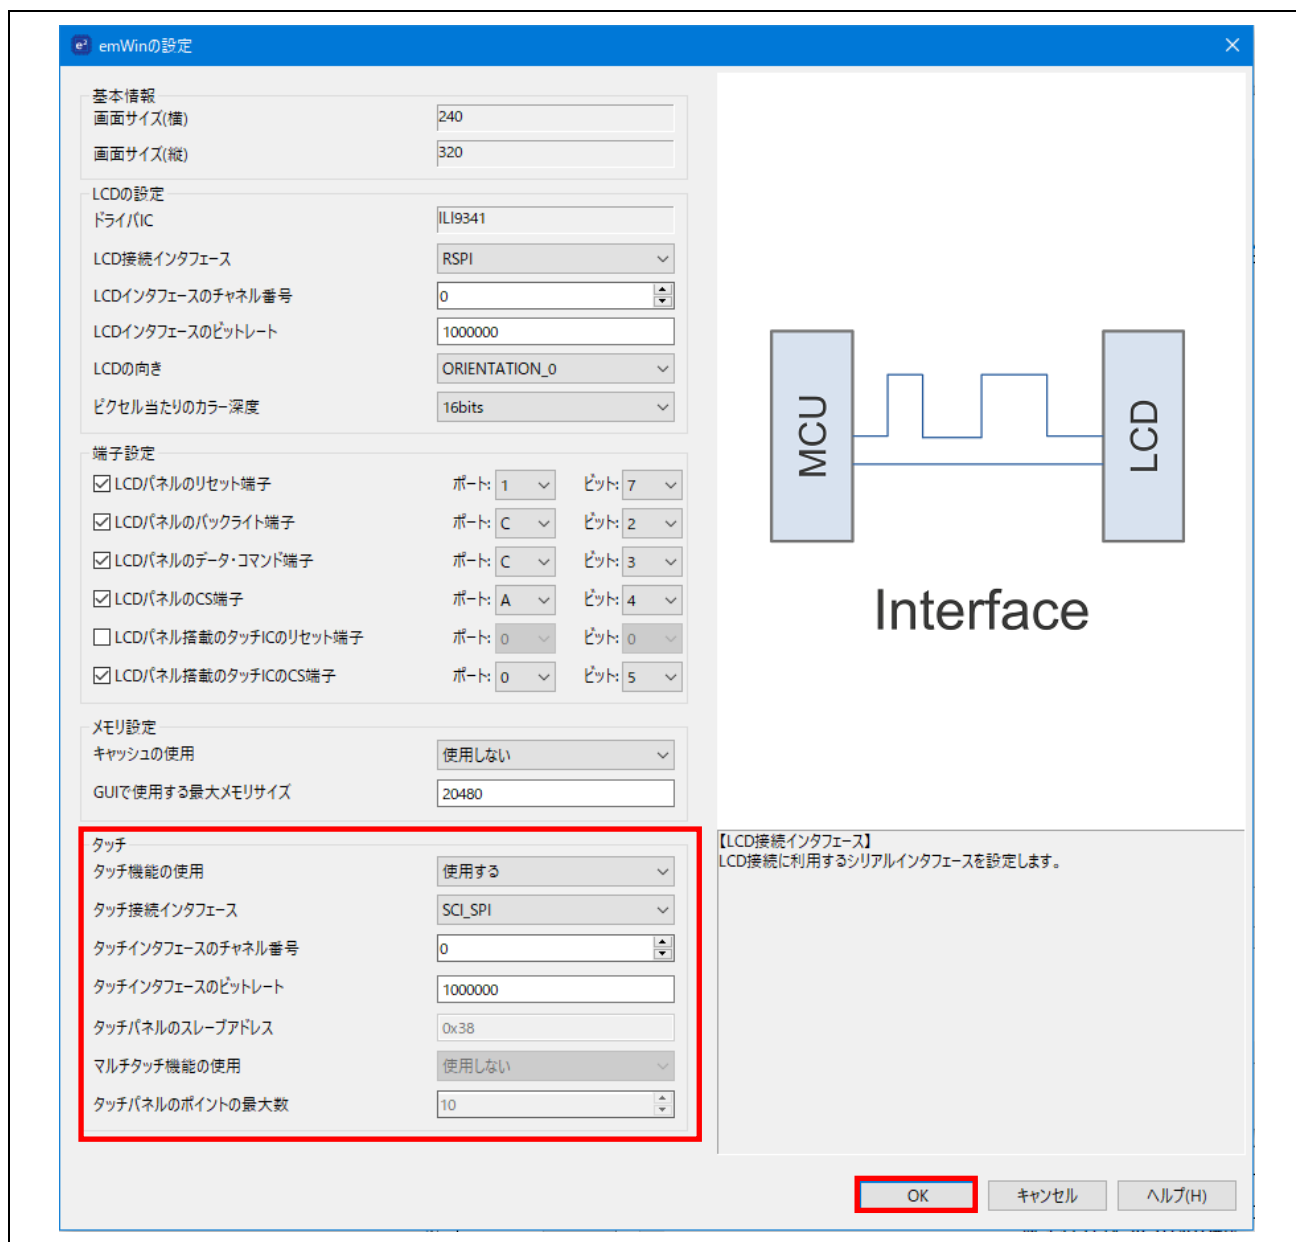 e² emWinの設定
基本情報
画面サイズ(横) 240
画面サイズ(縦) 320
LCDの設定
ドライバIC ILI9341
LCD接続インタフェース RSPI
LCDインタフェースのチャネル番号 0
LCDインタフェースのビットレート 1000000
LCDの向き ORIENTATION_0
ピクセル当たりのカラー深度 16bits
端子設定
LCDパネルのリセット端子 ポート: 1 ビット: 7
LCDパネルのバックライト端子 ポート: C ビット: 2
LCDパネルのデータ・コマンド端子 ポート: C ビット: 3
LCDパネルのCS端子 ポート: A ビット: 4
LCDパネル搭載のタッチICのリセット端子 ポート: 0 ビット: 0
LCDパネル搭載のタッチICのCS端子 ポート: 0 ビット: 5
メモリ設定
キャッシュの使用 使用しない
GUIで使用する最大メモリサイズ 20480
タッチ
タッチ機能の使用 使用する
タッチ接続インタフェース SCI_SPI
タッチインタフェースのチャネル番号 0
タッチインタフェースのビットレート 1000000
タッチパネルのスレーブアドレス 0x38
マルチタッチ機能の使用 使用しない
タッチパネルのポイントの最大数 10
MCU
LCD
Interface
【LCD接続インタフェース】
LCD接続に利用するシリアルインタフェースを設定します。
OK キャンセル ヘルプ(H)